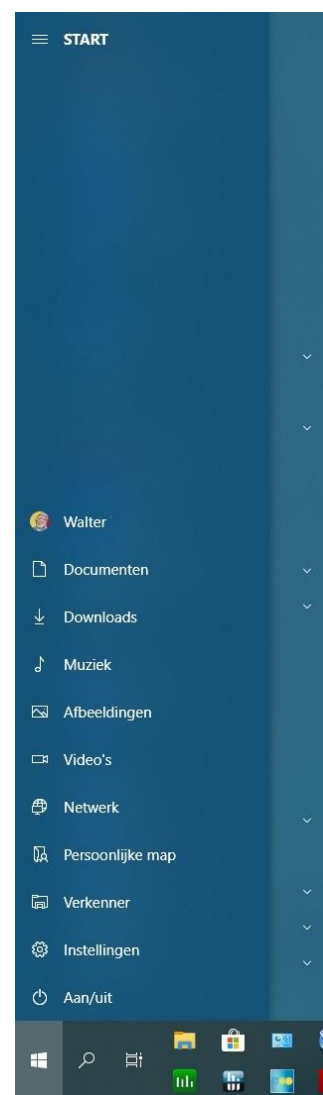 START
Walter
Documenten
Downloads
Muziek
Afbeeldingen
Video's
Netwerk
Persoonlijke map
Verkenner
Instellingen
Aan/uit